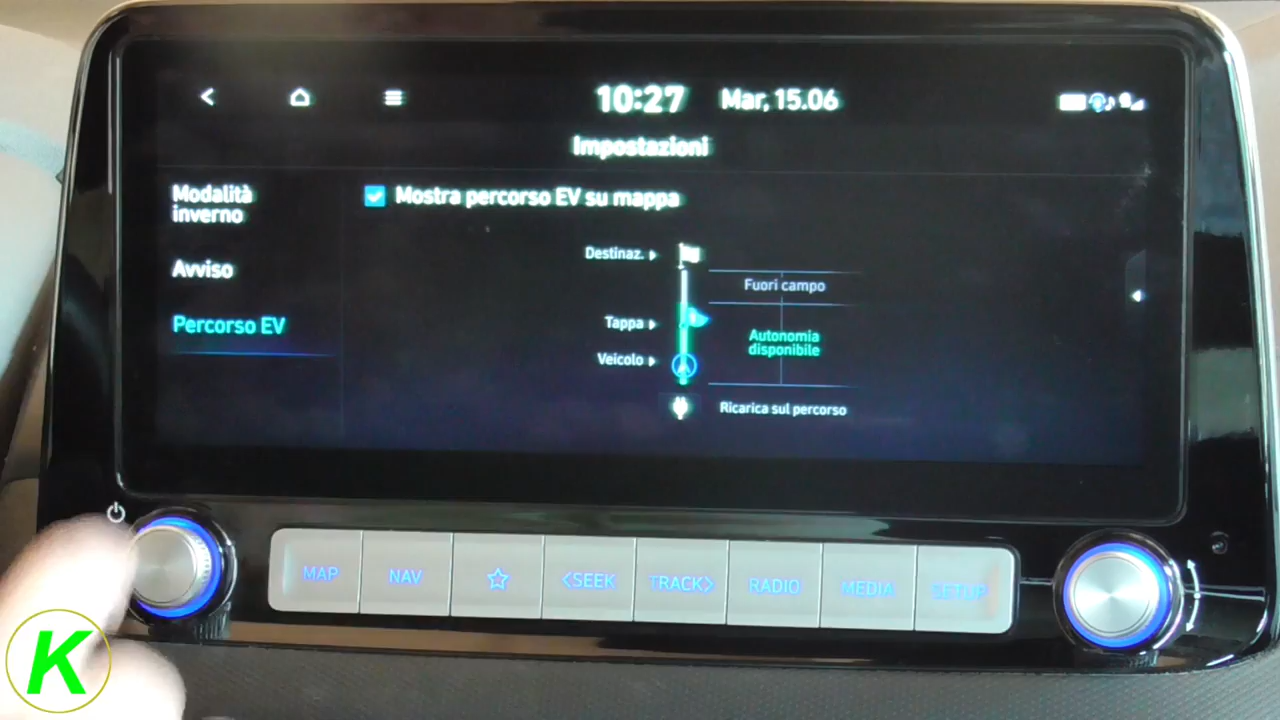 10:27
Mar, 15.06
Impostazioni
Modalità
inverno
Avviso
Percorso EV
Mostra percorso EV su mappa
Destinaz.
Fuori campo
Tappa
Autonomia
disponibile
Veicolo
Ricarica sul percorso
MAP
NAV
<SEEK
TRACK>
RADIO
MEDIA
SETUP
K